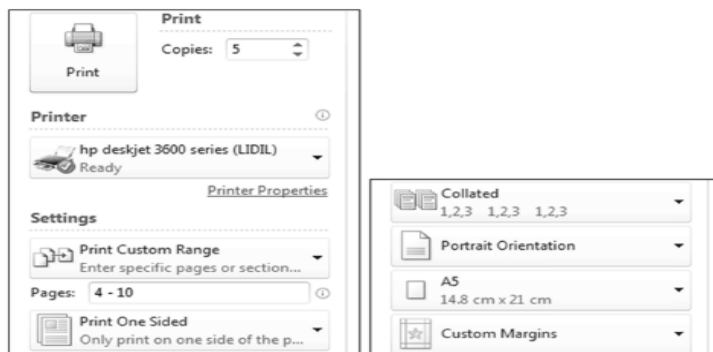 Print
Copies: 5
Print
Printer
hp deskjet 3600 series (LIDIL)
Ready
Printer Properties
Settings
Print Custom Range
Enter specific pages or section...
Pages: 4 - 10
Print One Sided
Only print on one side of the p...
Collated
1,2,3 1,2,3 1,2,3
Portrait Orientation
A5
14.8 cm x 21 cm
Custom Margins